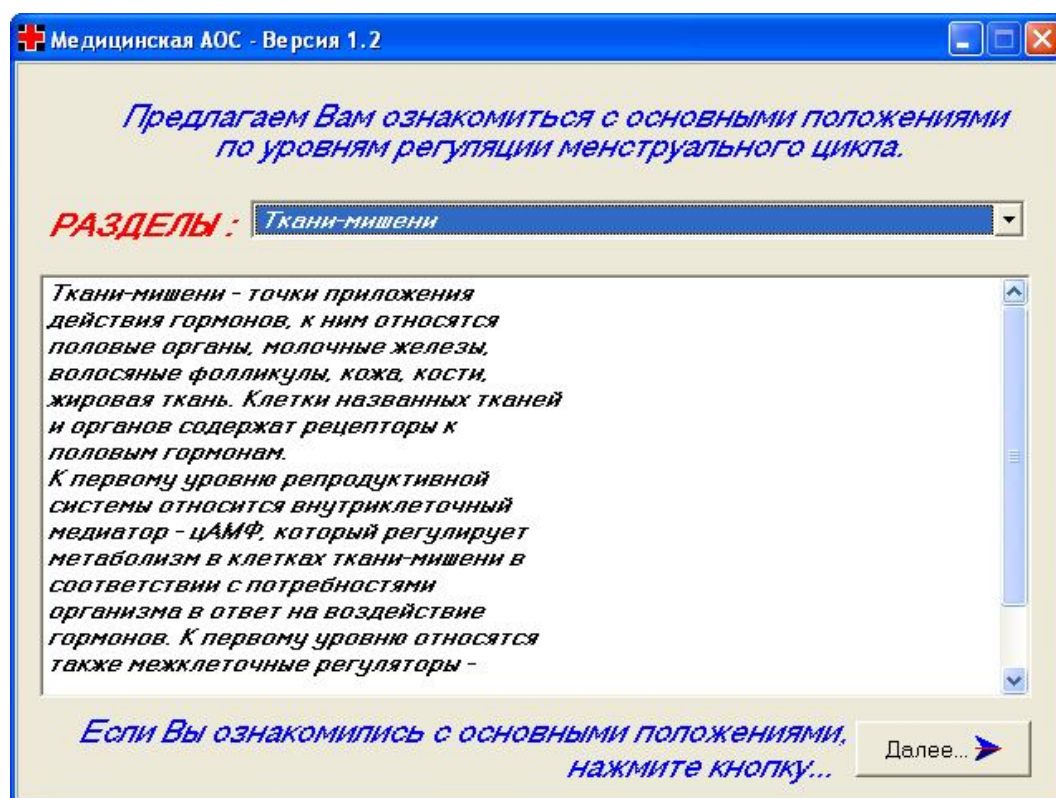 Медицинская АОС - Версия 1.2
Предлагаем Вам ознакомиться с основными положениями
по уровням регуляции менструального цикла.
РАЗДЕЛЫ : Ткани-мишени
Ткани-мишени - точки приложения
действия гормонов, к ним относятся
половые органы, молочные железы,
волосяные фолликулы, кожа, кости,
жировая ткань. Клетки названных тканей
и органов содержат рецепторы к
половым гормонам.
К первому уровню репродуктивной
системы относится внутриклеточный
медиатор - цАМФ, который регулирует
метаболизм в клетках ткани-мишени в
соответствии с потребностями
организма в ответ на воздействие
гормонов. К первому уровню относятся
также межклеточные регуляторы -
Если Вы ознакомились с основными положениями,
нажмите кнопку...
Далее...